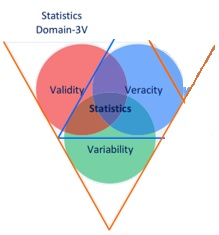 Statistics
Domain-3V
Validity
Veracity
Statistics
Variability